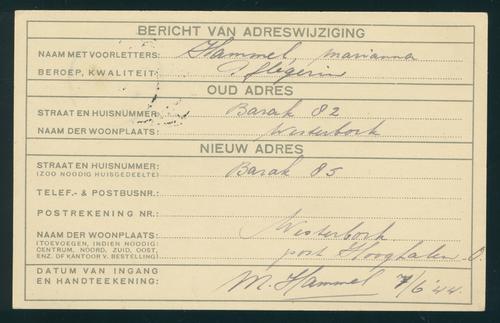 BERICHT VAN ADRESWIJZIGING
NAAM MET VOORLETTERS: Hammel, marianna
BEROEP, KWALITEIT: Pflegerin
OUD ADRES
STRAAT EN HUISNUMMER: Barak 82
NAAM DER WOONPLAATS: Westerbork
NIEUW ADRES
STRAAT EN HUISNUMMER: Barak 85
(ZOO NOODIG HUISGEDEELTE)
TELEF.- & POSTBUSNR.:
POSTREKENING NR.:
NAAM DER WOONPLAATS: Westerbork
(TOEVOEGEN, INDIEN NOODIG: post Hooghalen O.
CENTRUM, NOORD, ZUID, OOST,
ENZ. OF KANTOOR V. BESTELLING)
DATUM VAN INGANG
EN HANDTEEKENING: M. Hammel 7/6 '44.